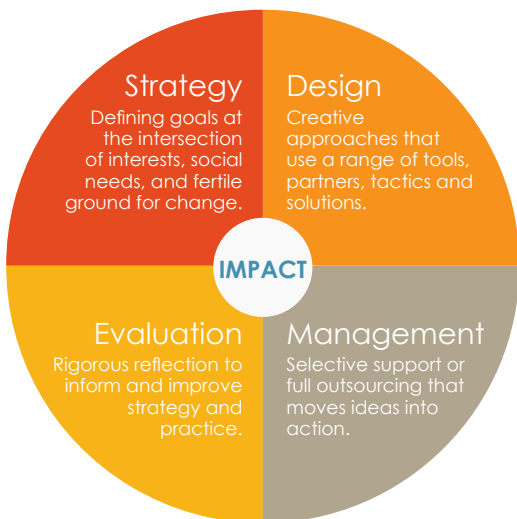 Strategy
Defining goals at
the intersection
of interests, social
needs, and fertile
ground for change.
Design
Creative
approaches that
use a range of tools,
partners, tactics and
solutions.
IMPACT
Evaluation
Rigorous reflection to
inform and improve
strategy and
practice.
Management
Selective support or
full outsourcing that
moves ideas into
action.